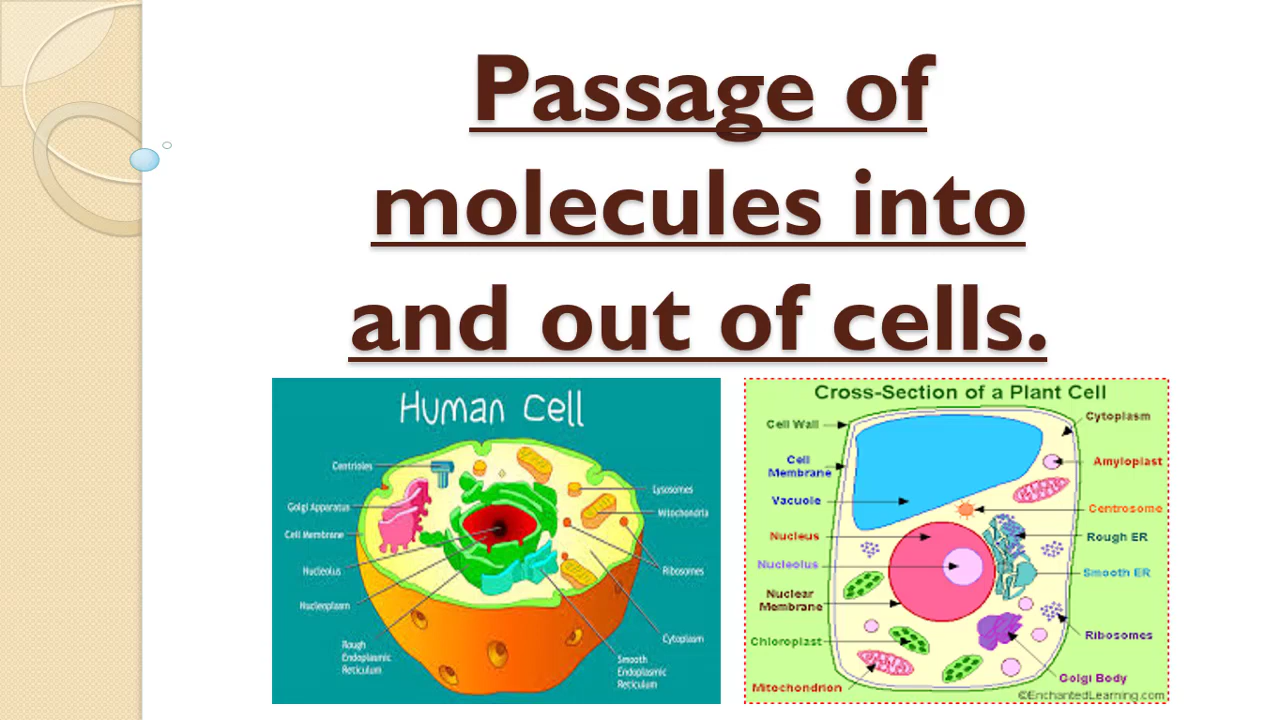 Passage of
molecules into
and out of cells.
Human Cell
Centrioles
Golgi Apparatus
Cell Membrane
Nucleolus
Nucleoplasm
Rough
Endoplasmic
Reticulum
Lysosomes
Mitochondria
Ribosomes
Cytoplasm
Smooth
Endoplasmic
Reticulum
Cross-Section of a Plant Cell
Cell Wall
Cell
Membrane
Vacuole
Nucleus
Nucleolus
Nuclear
Membrane
Chloroplast
Mitochondrion
Cytoplasm
Amyloplast
Centrosome
Rough ER
Smooth ER
Ribosomes
Golgi Body
©EnchantedLearning.com